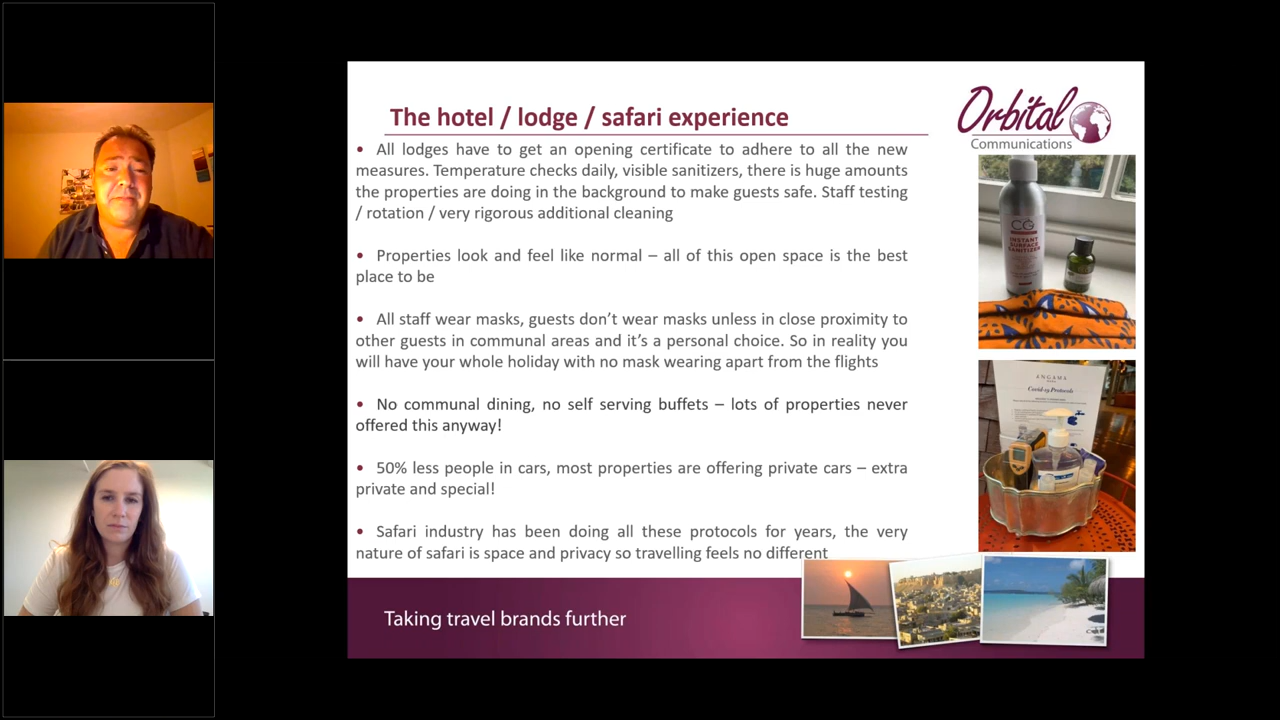 The hotel / lodge / safari experience
Orbital
Communications
• All lodges have to get an opening certificate to adhere to all the new
measures. Temperature checks daily, visible sanitizers, there is huge amounts
the properties are doing in the background to make guests safe. Staff testing
/ rotation / very rigorous additional cleaning
• Properties look and feel like normal – all of this open space is the best
place to be
• All staff wear masks, guests don’t wear masks unless in close proximity to
other guests in communal areas and it’s a personal choice. So in reality you
will have your whole holiday with no mask wearing apart from the flights
• No communal dining, no self serving buffets – lots of properties never
offered this anyway!
• 50% less people in cars, most properties are offering private cars – extra
private and special!
• Safari industry has been doing all these protocols for years, the very
nature of safari is space and privacy so travelling feels no different
CG
INSTANT
SURFACE
SANITIZER
ANGAMA
Covid-19 Protocols
Taking travel brands further